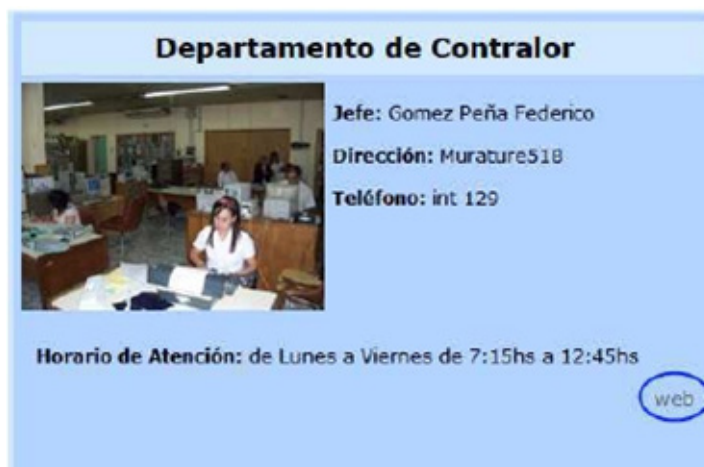 Departamento de Contralor
Jefe: Gomez Peña Federico
Dirección: Murature518
Teléfono: int 129
Horario de Atención: de Lunes a Viernes de 7:15hs a 12:45hs
web